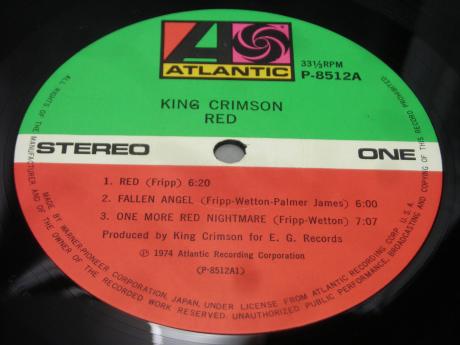 ATLANTIC
33⅓RPM
P-8512A
KING CRIMSON
RED
STEREO
ONE
1. RED (Fripp) 6:20
2. FALLEN ANGEL (Fripp-Wetton-Palmer James) 6:00
3. ONE MORE RED NIGHTMARE (Fripp-Wetton) 7:07
Produced by King Crimson for E. G. Records
℗ 1974 Atlantic Recording Corporation
(P-8512A1)
ALL RIGHTS OF THE MANUFACTURER AND OF THE OWNER OF THE RECORDED WORK RESERVED. UNAUTHORIZED PUBLIC PERFORMANCE, BROADCASTING AND COPYING OF THIS RECORD PROHIBITED
MADE BY WARNER-PIONEER CORPORATION, JAPAN, UNDER LICENSE FROM ATLANTIC RECORDING CORP. U.S.A.